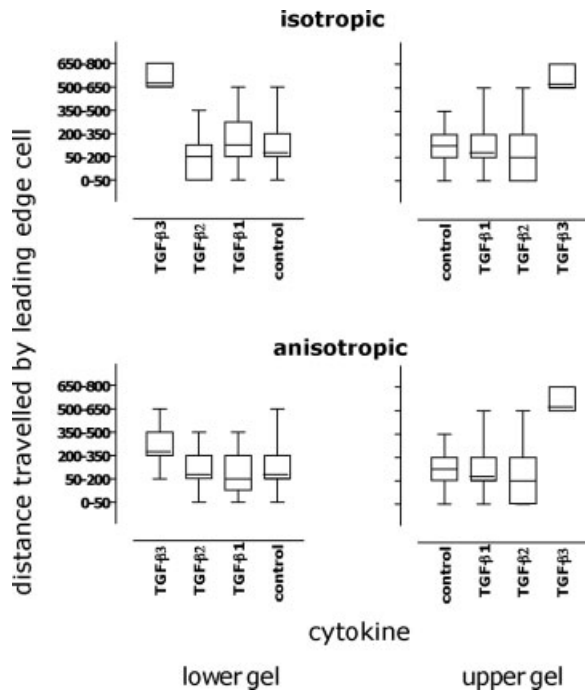 isotropic
650-800
500-650
350-500
200-350
50-200
0-50
TGFβ3
TGFβ2
TGFβ1
control
control
TGFβ1
TGFβ2
TGFβ3
anisotropic
650-800
500-650
350-500
200-350
50-200
0-50
TGFβ3
TGFβ2
TGFβ1
control
control
TGFβ1
TGFβ2
TGFβ3
distance travelled by leading edge cell
cytokine
lower gel
upper gel